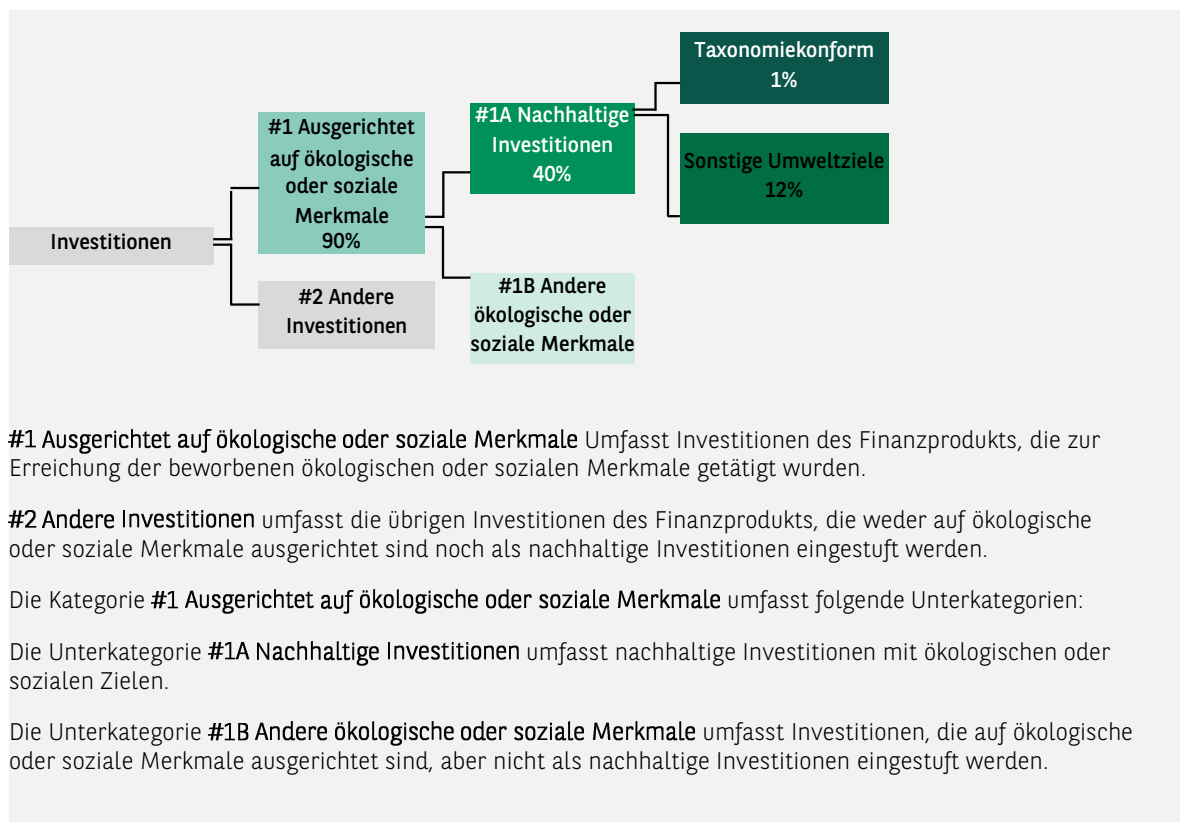 Taxonomiekonform
1%
#1A Nachhaltige
Investitionen
40%
#1 Ausgerichtet
auf ökologische
oder soziale
Merkmale
90%
Sonstige Umweltziele
12%
Investitionen
#2 Andere
Investitionen
#1B Andere
ökologische oder
soziale Merkmale
#1 Ausgerichtet auf ökologische oder soziale Merkmale Umfasst Investitionen des Finanzprodukts, die zur
Erreichung der beworbenen ökologischen oder sozialen Merkmale getätigt wurden.
#2 Andere Investitionen umfasst die übrigen Investitionen des Finanzprodukts, die weder auf ökologische
oder soziale Merkmale ausgerichtet sind noch als nachhaltige Investitionen eingestuft werden.
Die Kategorie #1 Ausgerichtet auf ökologische oder soziale Merkmale umfasst folgende Unterkategorien:
Die Unterkategorie #1A Nachhaltige Investitionen umfasst nachhaltige Investitionen mit ökologischen oder
sozialen Zielen.
Die Unterkategorie #1B Andere ökologische oder soziale Merkmale umfasst Investitionen, die auf ökologische
oder soziale Merkmale ausgerichtet sind, aber nicht als nachhaltige Investitionen eingestuft werden.